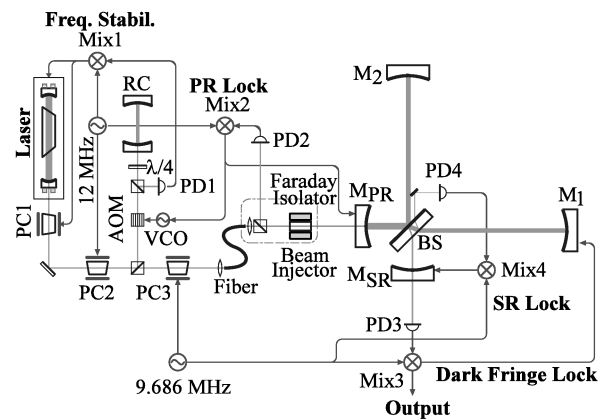 Freq. Stabil.
Mix1
RC
PR Lock
Mix2
M2
Laser
12 MHz
λ/4
PD1
PD2
PD4
Faraday
Isolator
MPR
M1
PC1
AOM
VCO
BS
Beam
Injector
MSR
Mix4
PC2
PC3
Fiber
SR Lock
PD3
9.686 MHz
Mix3
Dark Fringe Lock
Output